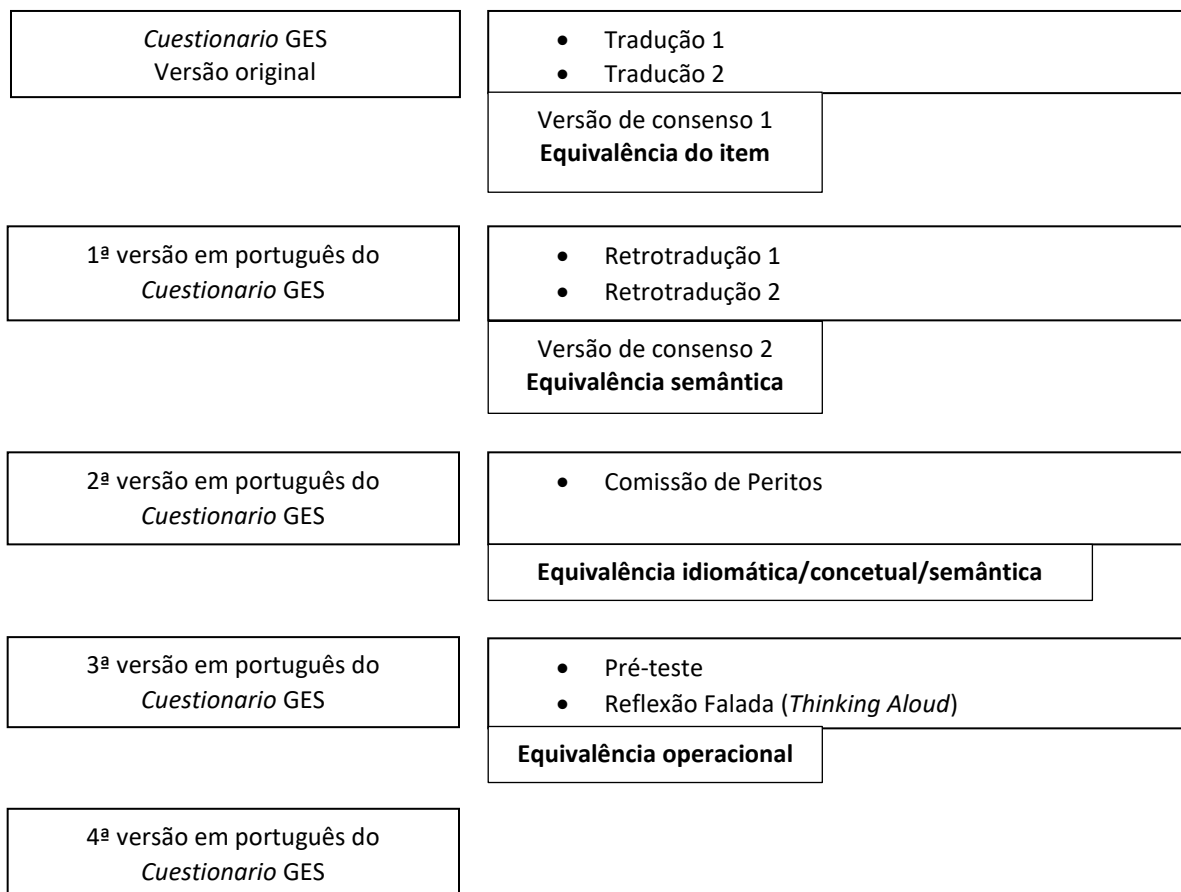 Cuestionario GES
Versão original
• Tradução 1
• Traducão 2
Versão de consenso 1
Equivalência do item
1ª versão em português do
Cuestionario GES
• Retrotradução 1
• Retrotradução 2
Versão de consenso 2
Equivalência semântica
2ª versão em português do
Cuestionario GES
• Comissão de Peritos
Equivalência idiomática/concetual/semântica
3ª versão em português do
Cuestionario GES
• Pré-teste
• Reflexão Falada (Thinking Aloud)
Equivalência operacional
4ª versão em português do
Cuestionario GES